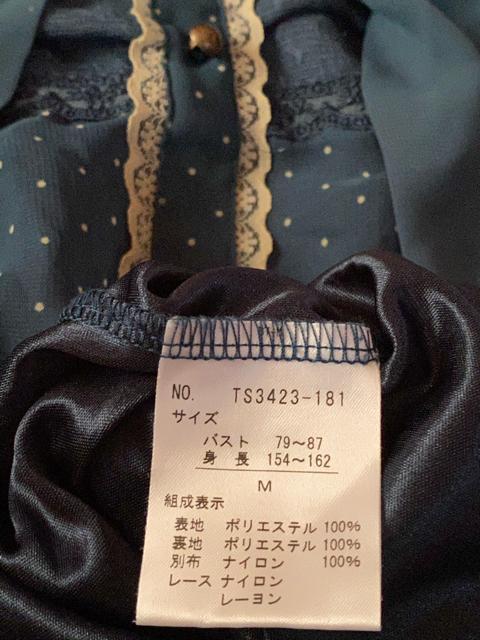 NO. TS3423-181
サイズ
バスト 79〜87
身 長 154〜162
M
組成表示
表地 ポリエステル 100%
裏地 ポリエステル 100%
別布 ナイロン 100%
レース ナイロン
レーヨン